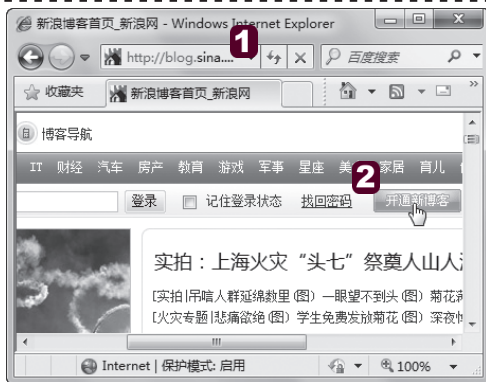 新浪博客首页_新浪网 - Windows Internet Explorer
1
http://blog.sina....
百度搜索
收藏夹
新浪博客首页_新浪网
博客导航
IT 财经 汽车 房产 教育 游戏 军事 星座 美 家居 育儿
2
登录 记住登录状态 找回密码 开通新博客
实拍：上海火灾“头七”祭奠人山人
[实拍|吊唁人群延绵数里(图) 一眼望不到头(图) 菊花
[火灾专题|悲痛欲绝(图) 学生免费发放菊花(图) 深夜
Internet | 保护模式: 启用
100%